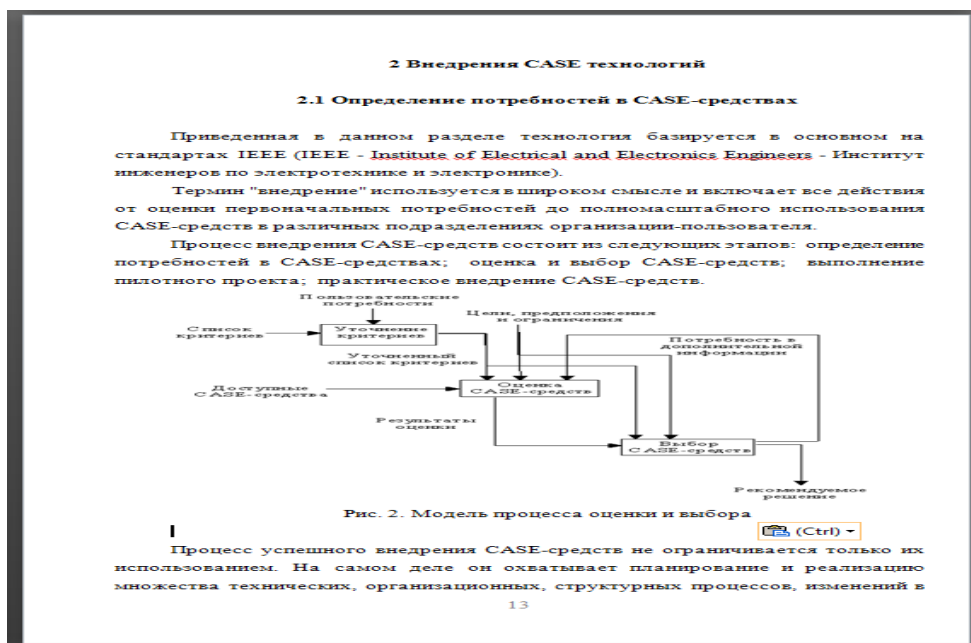 2 Внедрения CASE технологий
2.1 Определение потребностей в CASE-средствах
Приведенная в данном разделе технология базируется в основном на
стандартах IEEE (IEEE - Institute of Electrical and Electronics Engineers - Институт
инженеров по электротехнике и электронике).
Термин "внедрение" используется в широком смысле и включает все действия
от оценки первоначальных потребностей до полномасштабного использования
CASE-средств в различных подразделениях организации-пользователя.
Процесс внедрения CASE-средств состоит из следующих этапов: определение
потребностей в CASE-средствах; оценка и выбор CASE-средств; выполнение
пилотного проекта; практическое внедрение CASE-средств.
Пользовательские
потребности
Цели, предположения
и ограничения
Список
критериев
Уточнение
критериев
Потребность в
дополнительной
информации
Уточненный
список критериев
Доступные
CASE-средства
Оценка
CASE-средств
Результаты
оценки
Выбор
CASE-средств
Рекомендуемое
решение
Рис. 2. Модель процесса оценки и выбора
(Ctrl)
Процесс успешного внедрения CASE-средств не ограничивается только их
использованием. На самом деле он охватывает планирование и реализацию
множества технических, организационных, структурных процессов, изменений в
13